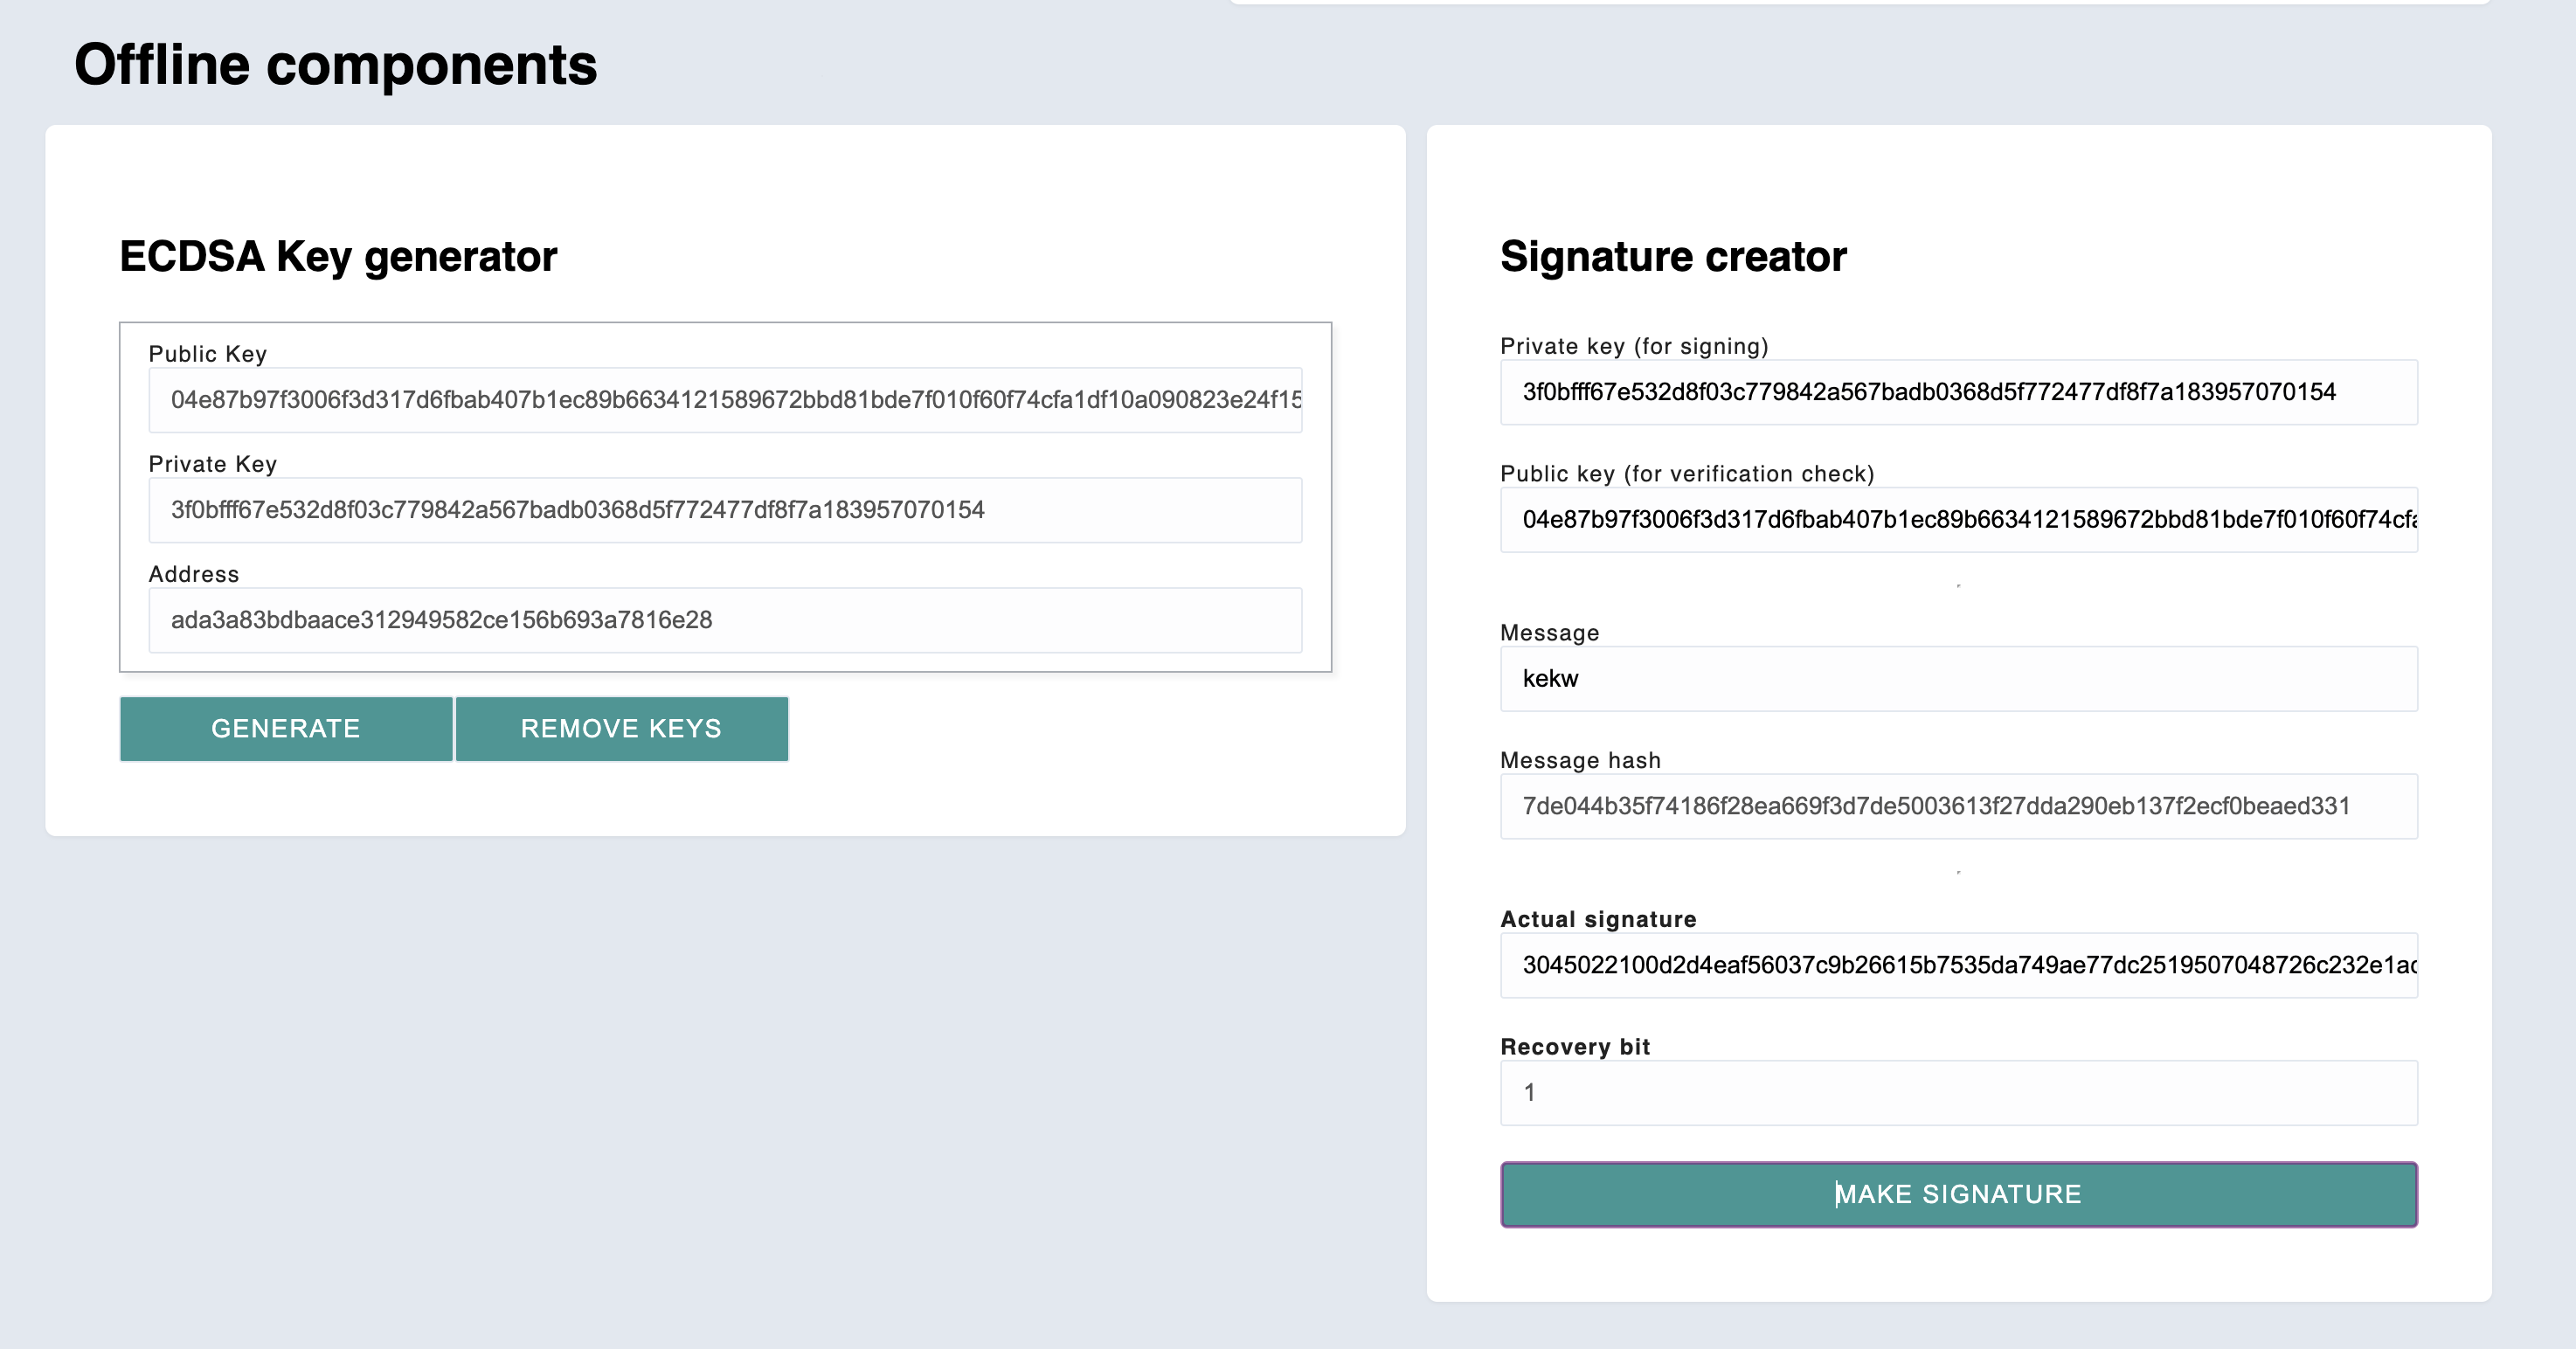 Offline components
ECDSA Key generator
Public Key
04e87b97f3006f3d317d6fbab407b1ec89b6634121589672bbd81bde7f010f60f74cfa1df10a090823e24f15
Private Key
3f0bfff67e532d8f03c779842a567badb0368d5f772477df8f7a183957070154
Address
ada3a83bdbaace312949582ce156b693a7816e28
GENERATE
REMOVE KEYS
Signature creator
Private key (for signing)
3f0bfff67e532d8f03c779842a567badb0368d5f772477df8f7a183957070154
Public key (for verification check)
04e87b97f3006f3d317d6fbab407b1ec89b6634121589672bbd81bde7f010f60f74cfa
Message
kekw
Message hash
7de044b35f74186f28ea669f3d7de5003613f27dda290eb137f2ecf0beaed331
Actual signature
3045022100d2d4eaf56037c9b26615b7535da749ae77dc2519507048726c232e1ac
Recovery bit
1
MAKE SIGNATURE